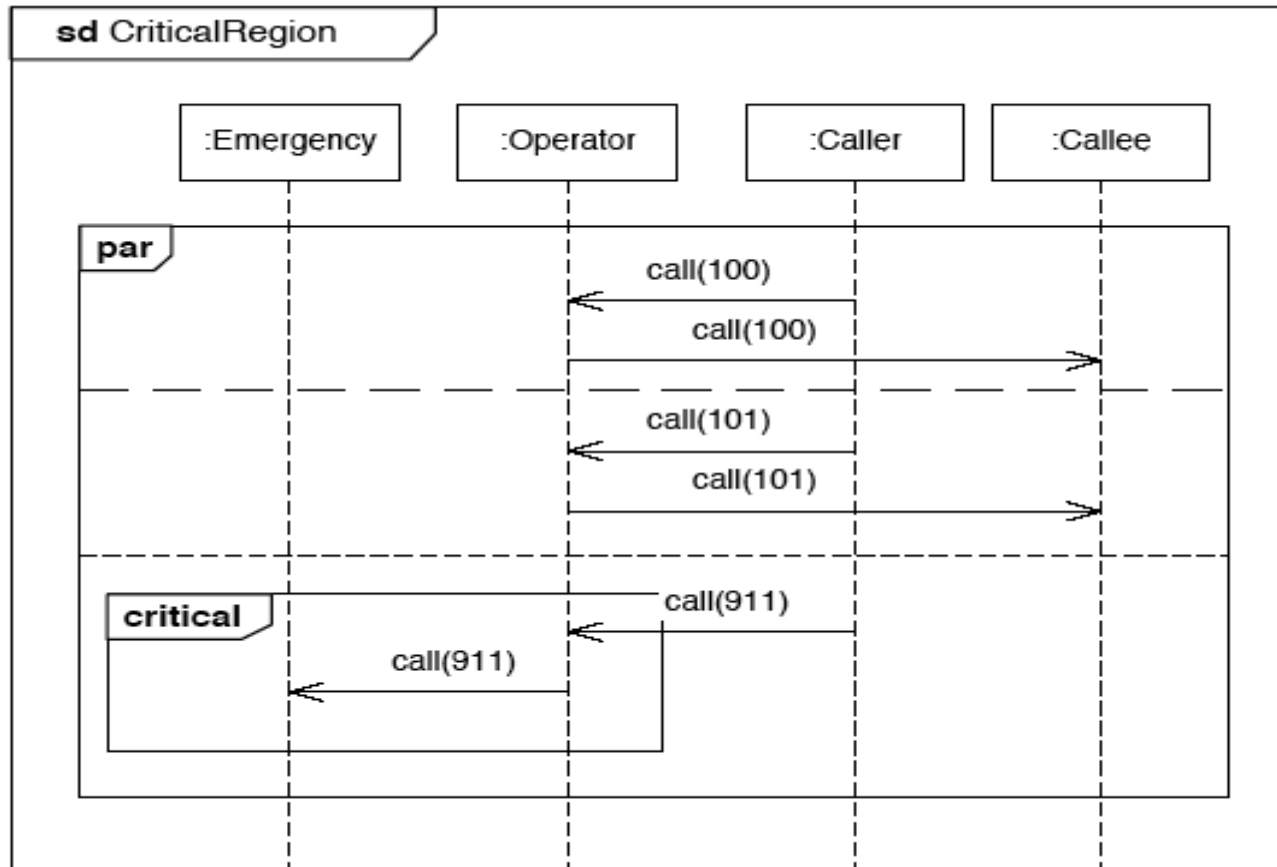 sd CriticalRegion
:Emergency
:Operator
:Caller
:Callee
par
call(100)
call(100)
call(101)
call(101)
critical
call(911)
call(911)